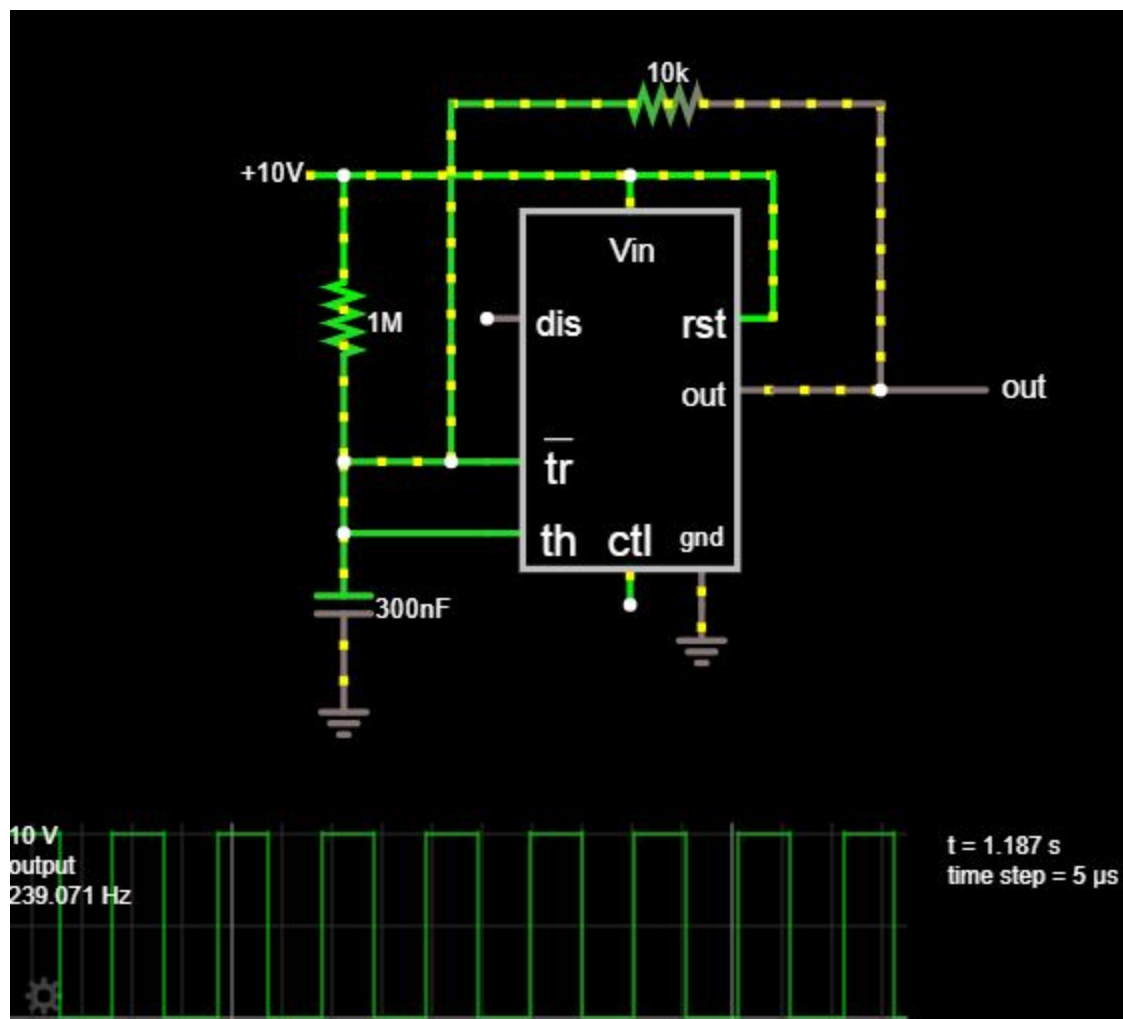 10k
+10V
Vin
1M
dis
rst
out
out
tr
th
ctl
gnd
300nF
10 V
output
239.071 Hz
t = 1.187 s
time step = 5 µs